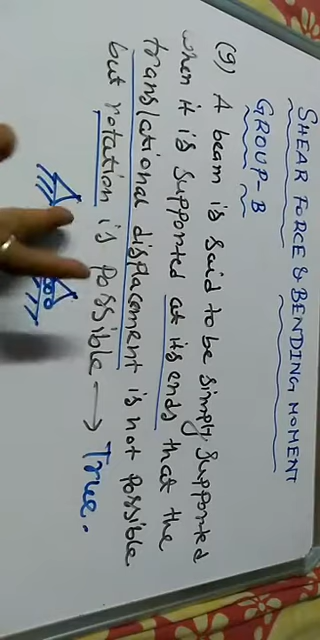 SHEAR FORCE & BENDING MOMENT
GROUP-B
(9) A beam is said to be simply supported
when it is supported at its ends that the
translational displacement is not possible
but rotation is possible → True.